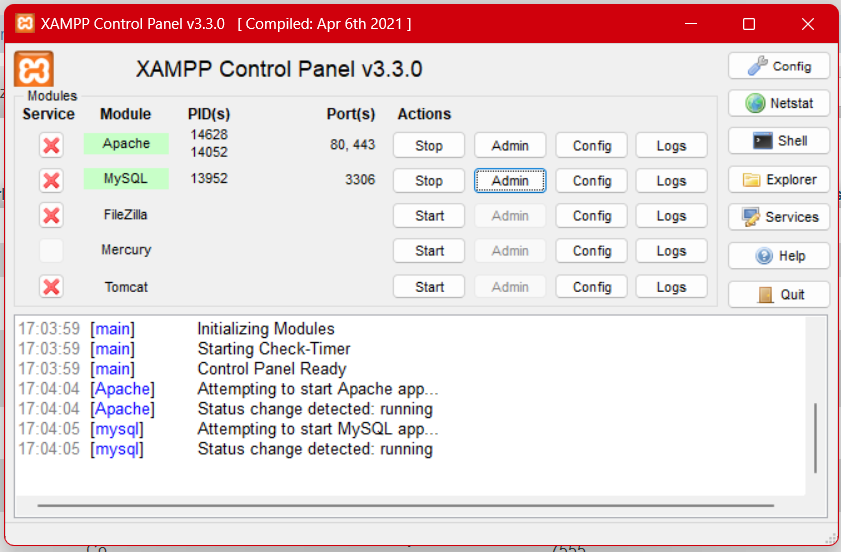 XAMPP Control Panel v3.3.0 [ Compiled: Apr 6th 2021 ]
XAMPP Control Panel v3.3.0
Config
Modules
Service Module PID(s) Port(s) Actions
Netstat
Apache 14628 14052 80, 443 Stop Admin Config Logs
Shell
MySQL 13952 3306 Stop Admin Config Logs
Explorer
FileZilla Start Admin Config Logs
Services
Mercury Start Admin Config Logs
Help
Tomcat Start Admin Config Logs
Quit
17:03:59 [main] Initializing Modules
17:03:59 [main] Starting Check-Timer
17:03:59 [main] Control Panel Ready
17:04:04 [Apache] Attempting to start Apache app...
17:04:04 [Apache] Status change detected: running
17:04:05 [mysql] Attempting to start MySQL app...
17:04:05 [mysql] Status change detected: running